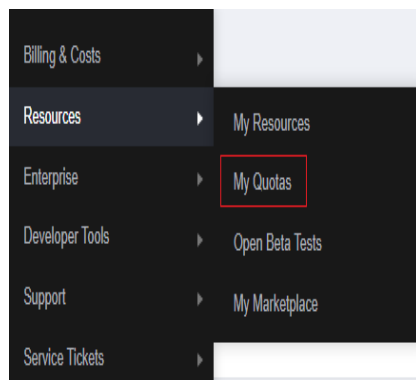 Billing & Costs
Resources
Enterprise
Developer Tools
Support
Service Tickets
My Resources
My Quotas
Open Beta Tests
My Marketplace